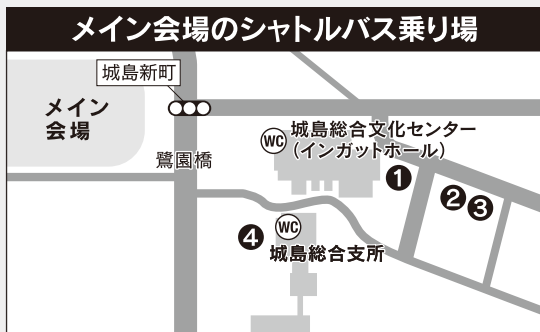 メイン会場のシャトルバス乗り場
城島新町
メイン
会場
WC
城島総合文化センター
(インガットホール)
鷺園橋
❶
❷❸
WC
❹
城島総合支所